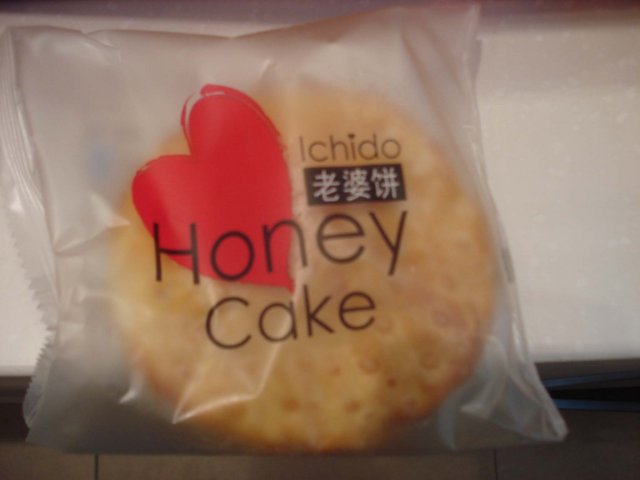 Ichido
老婆饼
Honey
Cake